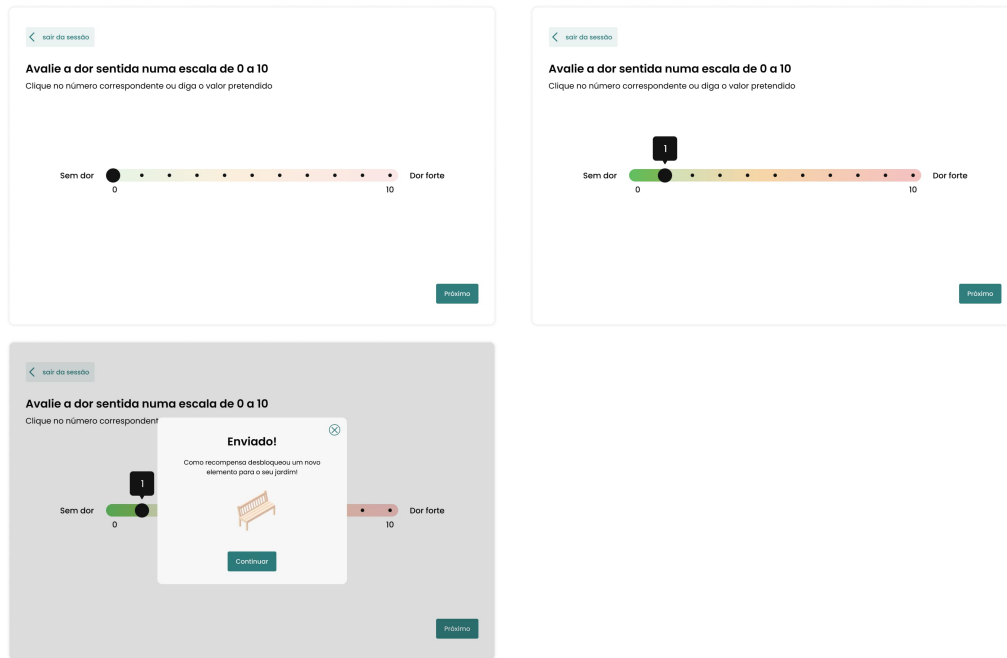 sair da sessão
Avalie a dor sentida numa escala de 0 a 10
Clique no número correspondente ou diga o valor pretendido
Sem dor
Dor forte
0
10
Próximo
sair da sessão
Avalie a dor sentida numa escala de 0 a 10
Clique no número correspondente ou diga o valor pretendido
1
Sem dor
Dor forte
0
10
Próximo
sair da sessão
Avalie a dor sentida numa escala de 0 a 10
Clique no número correspondent
Enviado!
Como recompensa desbloqueou um novo
elemento para o seu jardim!
1
Sem dor
Dor forte
0
10
Continuar
Próximo